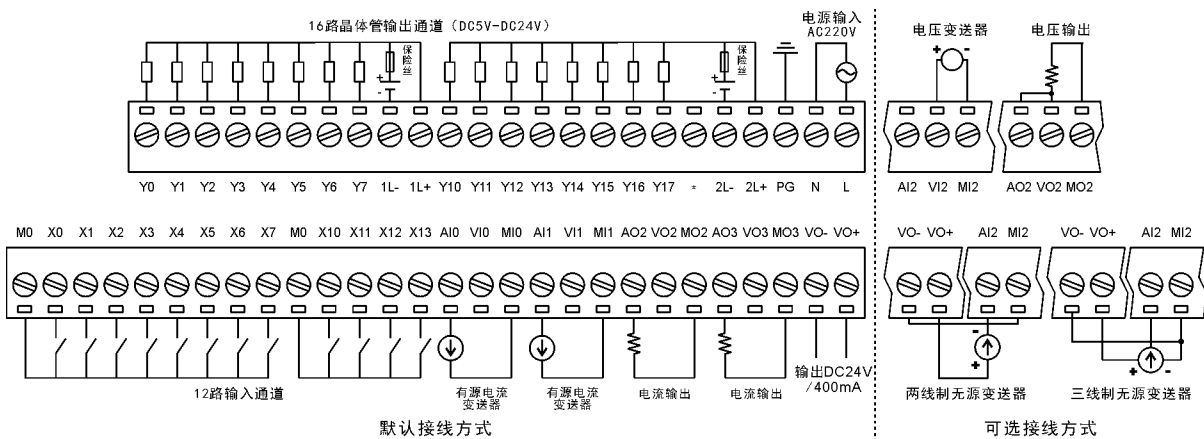 16路晶体管输出通道（DC5V-DC24V）
保险丝
保险丝
电源输入
AC220V
电压变送器
电压输出
+ -
+
-
+
-
Y0 Y1 Y2 Y3 Y4 Y5 Y6 Y7 1L- 1L+ Y10 Y11 Y12 Y13 Y14 Y15 Y16 Y17 * 2L- 2L+ PG N L
AI2 VI2 MI2
AO2 VO2 MO2
M0 X0 X1 X2 X3 X4 X5 X6 X7 M0 X10 X11 X12 X13 AI0 VI0 MI0 AI1 VI1 MI1 AO2 VO2 MO2 AO3 VO3 MO3 VO- VO+
VO- VO+ AI2 MI2
VO- VO+ AI2 MI2
-
+
+ -
12路输入通道
有源电流
变送器
有源电流
变送器
电流输出
电流输出
输出DC24V
/400mA
两线制无源变送器
三线制无源变送器
默认接线方式
可选接线方式